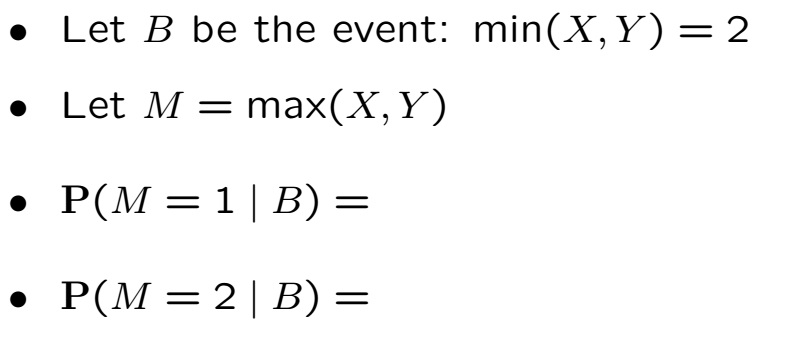 • Let B be the event: min(X, Y) = 2
• Let M = max(X, Y)
• P(M = 1 | B) =
• P(M = 2 | B) =